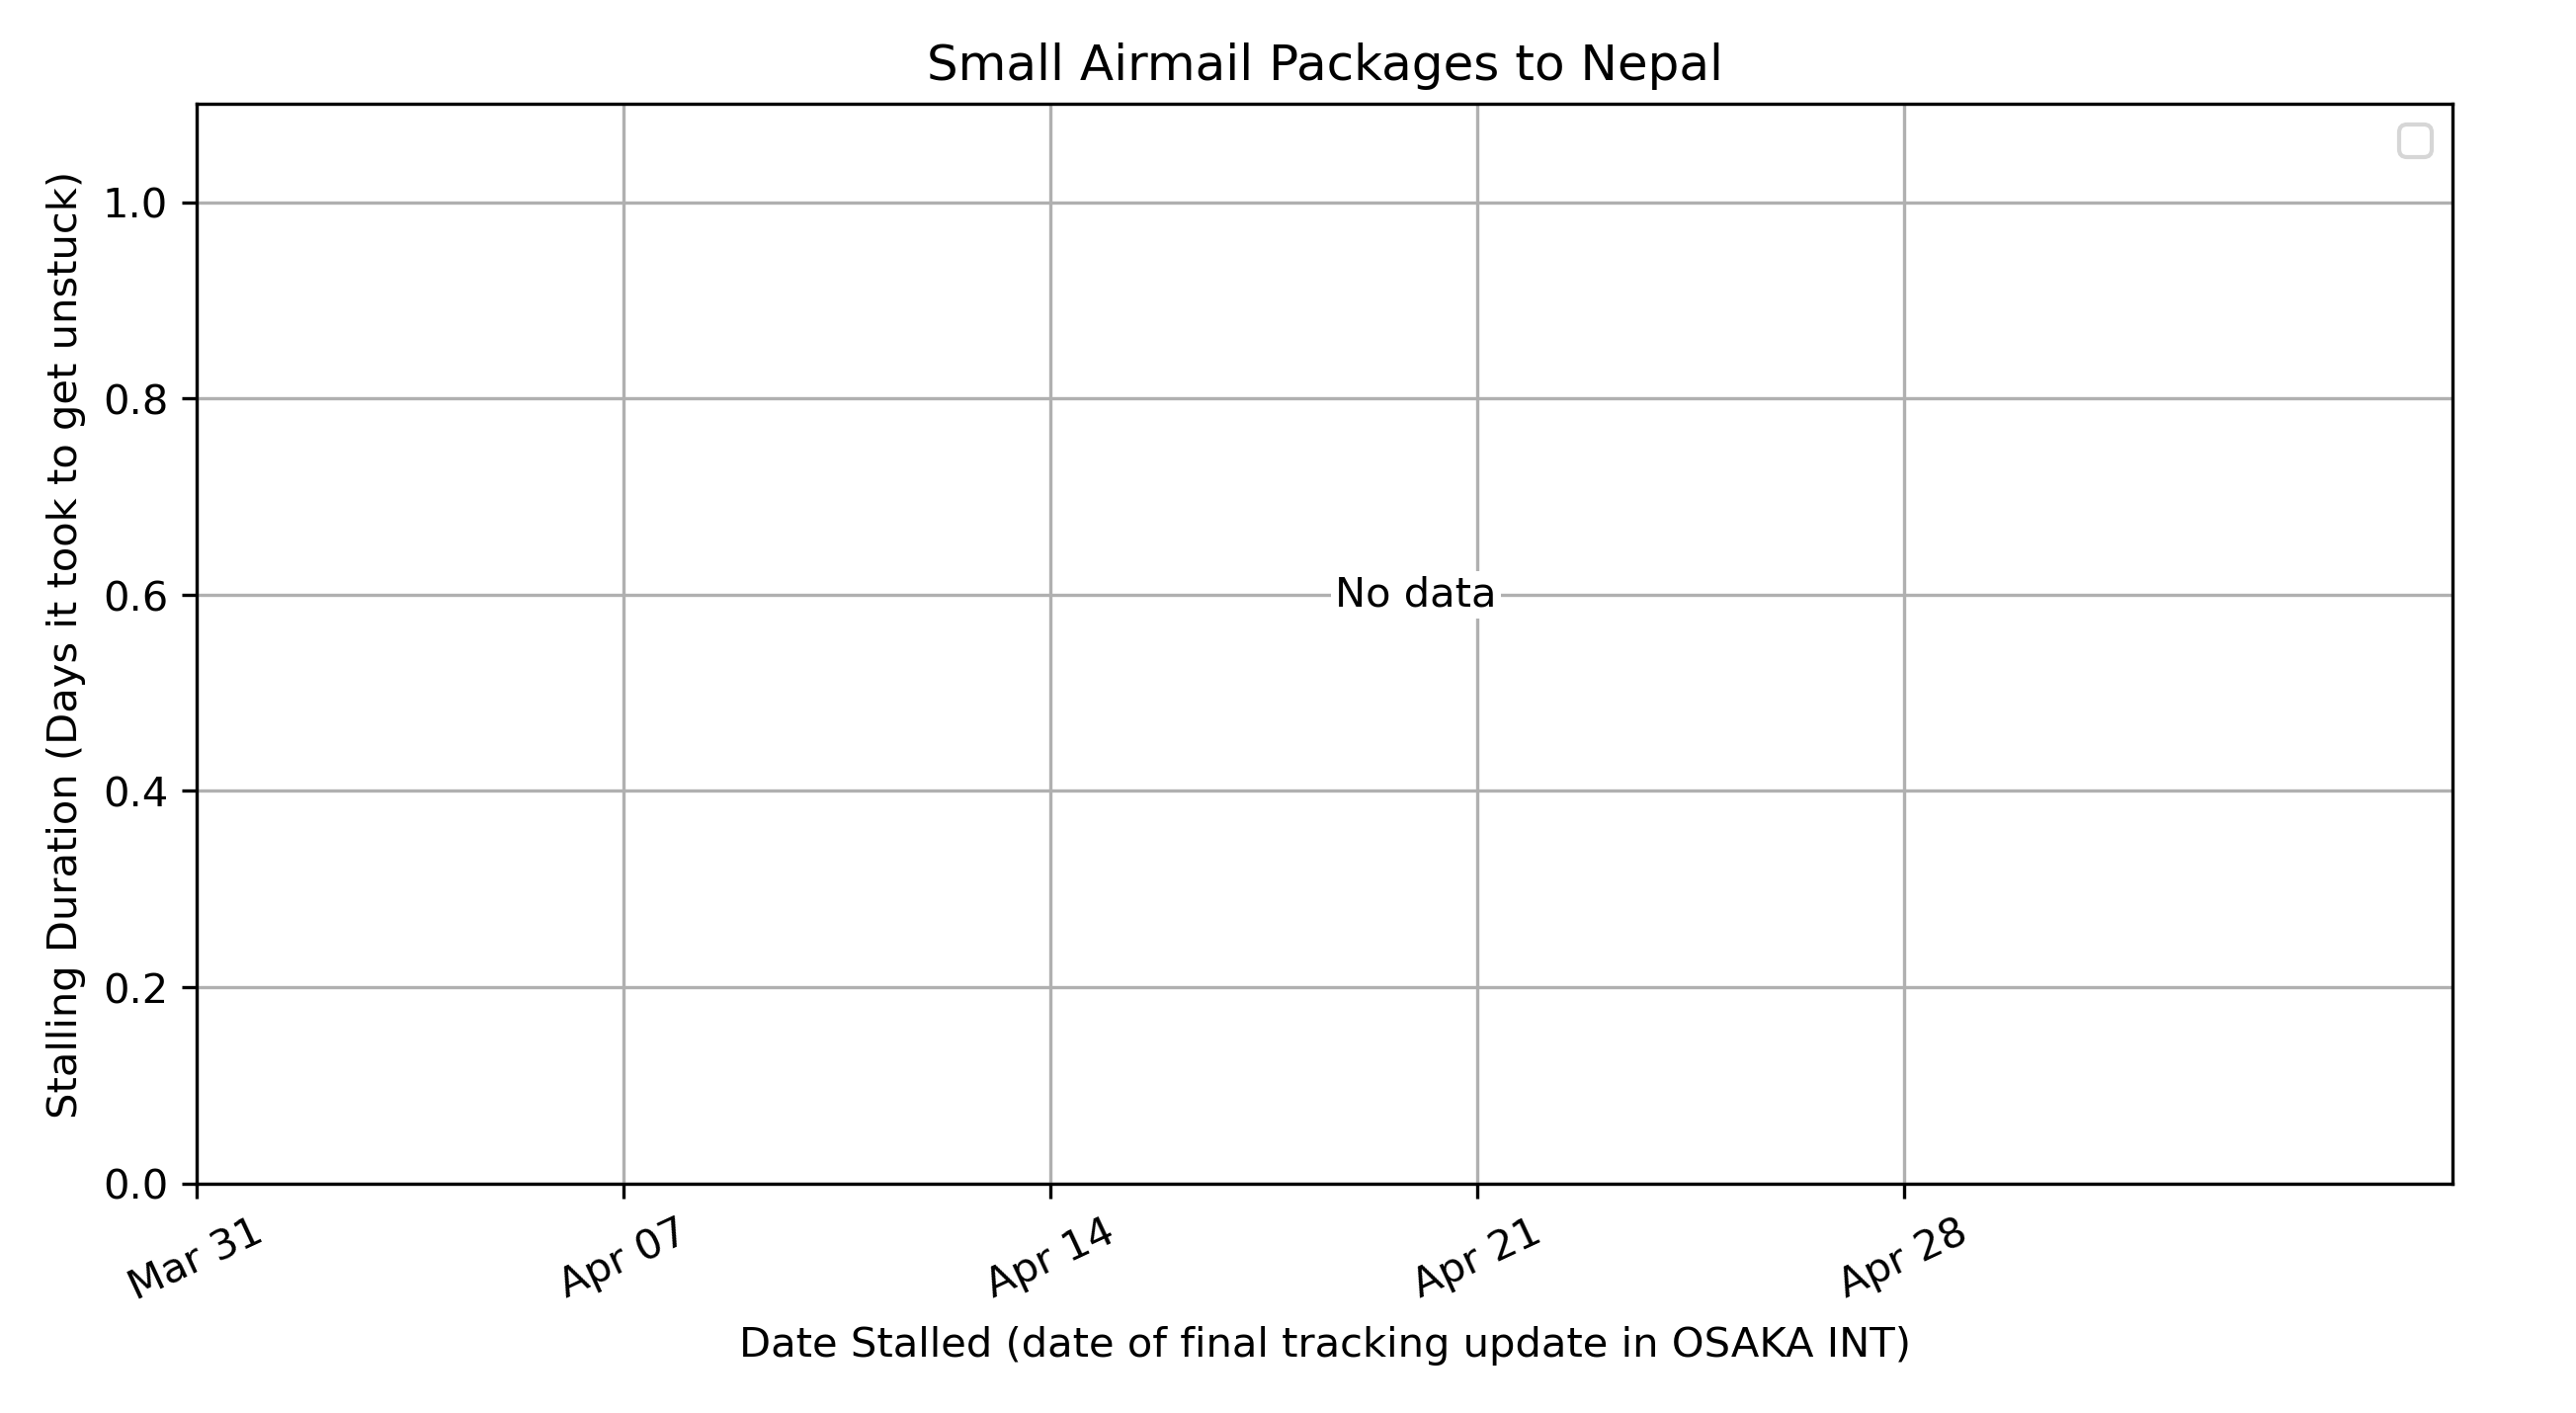 Small Airmail Packages to Nepal
Stalling Duration (Days it took to get unstuck)
1.0
0.8
0.6
0.4
0.2
0.0
No data
Mar 31
Apr 07
Apr 14
Apr 21
Apr 28
Date Stalled (date of final tracking update in OSAKA INT)